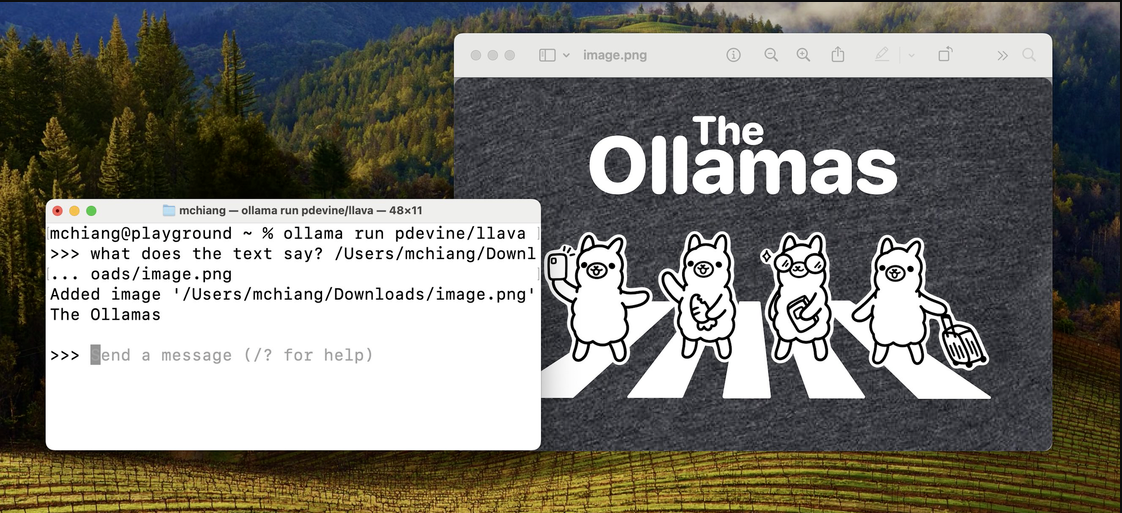 image.png
The
Ollamas
mchiang — ollama run pdevine/llava — 48×11
mchiang@playground ~ % ollama run pdevine/llava
>>> what does the text say? /Users/mchiang/Downl
... oads/image.png
Added image '/Users/mchiang/Downloads/image.png'
The Ollamas
>>> Send a message (/? for help)